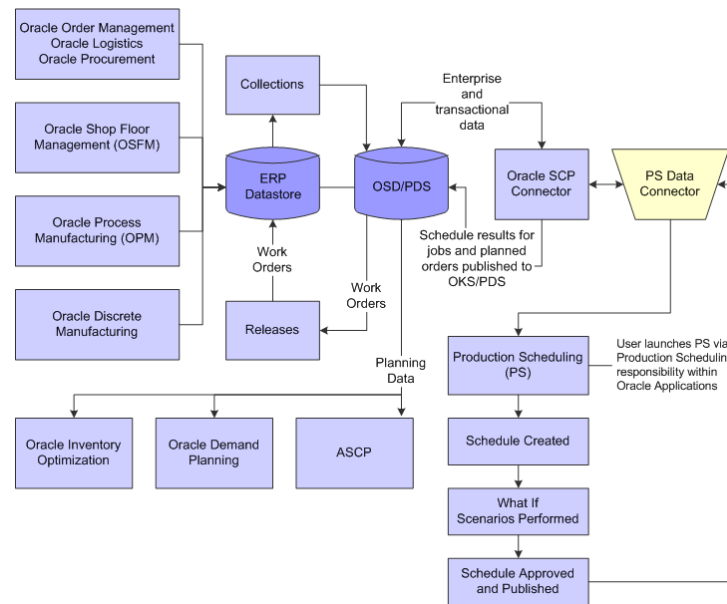 Oracle Order Management
Oracle Logistics
Oracle Procurement
Collections
Enterprise
and
transactional
data
Oracle Shop Floor
Management (OSFM)
ERP
Datastore
OSD/PDS
Oracle SCP
Connector
PS Data
Connector
Oracle Process
Manufacturing (OPM)
Work
Orders
Work
Orders
Schedule results for
jobs and planned
orders published to
OKS/PDS
Oracle Discrete
Manufacturing
Releases
Planning
Data
Production Scheduling
(PS)
User launches PS via
Production Schedulin
responsibility within
Oracle Applications
Oracle Inventory
Optimization
Oracle Demand
Planning
ASCP
Schedule Created
What If
Scenarios Performed
Schedule Approved
and Published